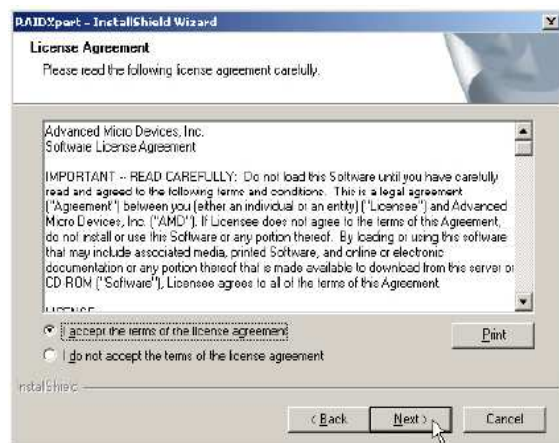 RAIDXpert - InstallShield Wizard
License Agreement
Please read the following license agreement carefully.
Advanced Micro Devices, Inc.
Software License Agreement
IMPORTANT -- READ CAREFULLY: Do not load this Software until you have carefully
read and agreed to the following terms and conditions. This is a legal agreement
("Agreement") between you (either an individual or an entity) ("Licensee") and Advanced
Micro Devices, Inc. ("AMD"). If Licensee does not agree to the terms of this Agreement,
do not install or use this Software or any portion thereof. By loading or using this software
that may include associated media, printed Software, and online or electronic
documentation or any portion thereof that is made available to download from this server or
CD ROM ("Software"), Licensee agrees to all of the terms of this Agreement
LICENSE
I accept the terms of the license agreement
Print
I do not accept the terms of the license agreement
InstallShield
< Back
Next >
Cancel